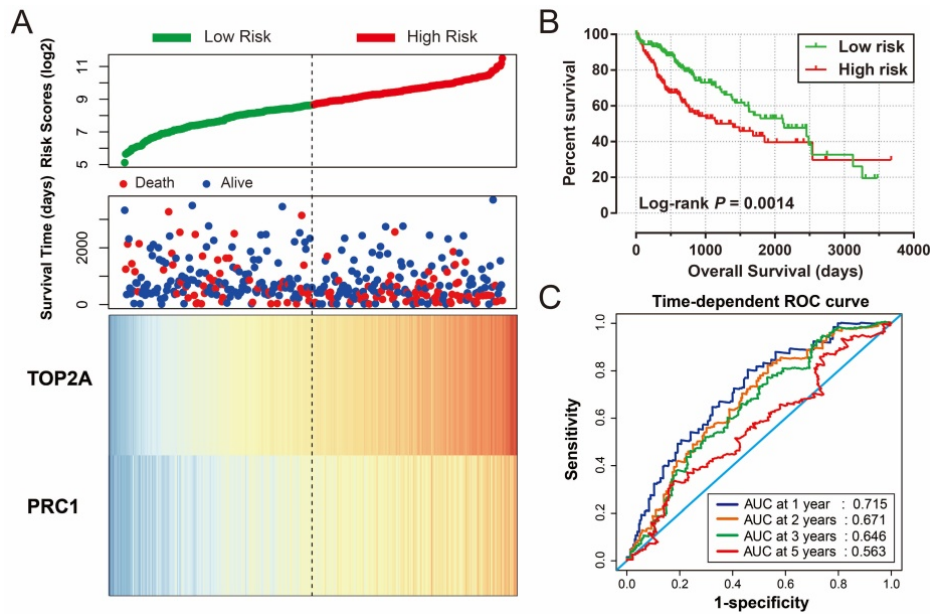 A
Low Risk High Risk
Risk Scores (log2)
11
9
7
5
Death Alive
Survival Time (days)
2000
0
TOP2A
PRC1
B
Low risk
High risk
Percent survival
100
80
60
40
20
0
Log-rank P = 0.0014
0 1000 2000 3000 4000
Overall Survival (days)
C
Time-dependent ROC curve
Sensitivity
1.0
0.8
0.6
0.4
0.2
0.0
AUC at 1 year : 0.715
AUC at 2 years : 0.671
AUC at 3 years : 0.646
AUC at 5 years : 0.563
0.0 0.2 0.4 0.6 0.8 1.0
1-specificity